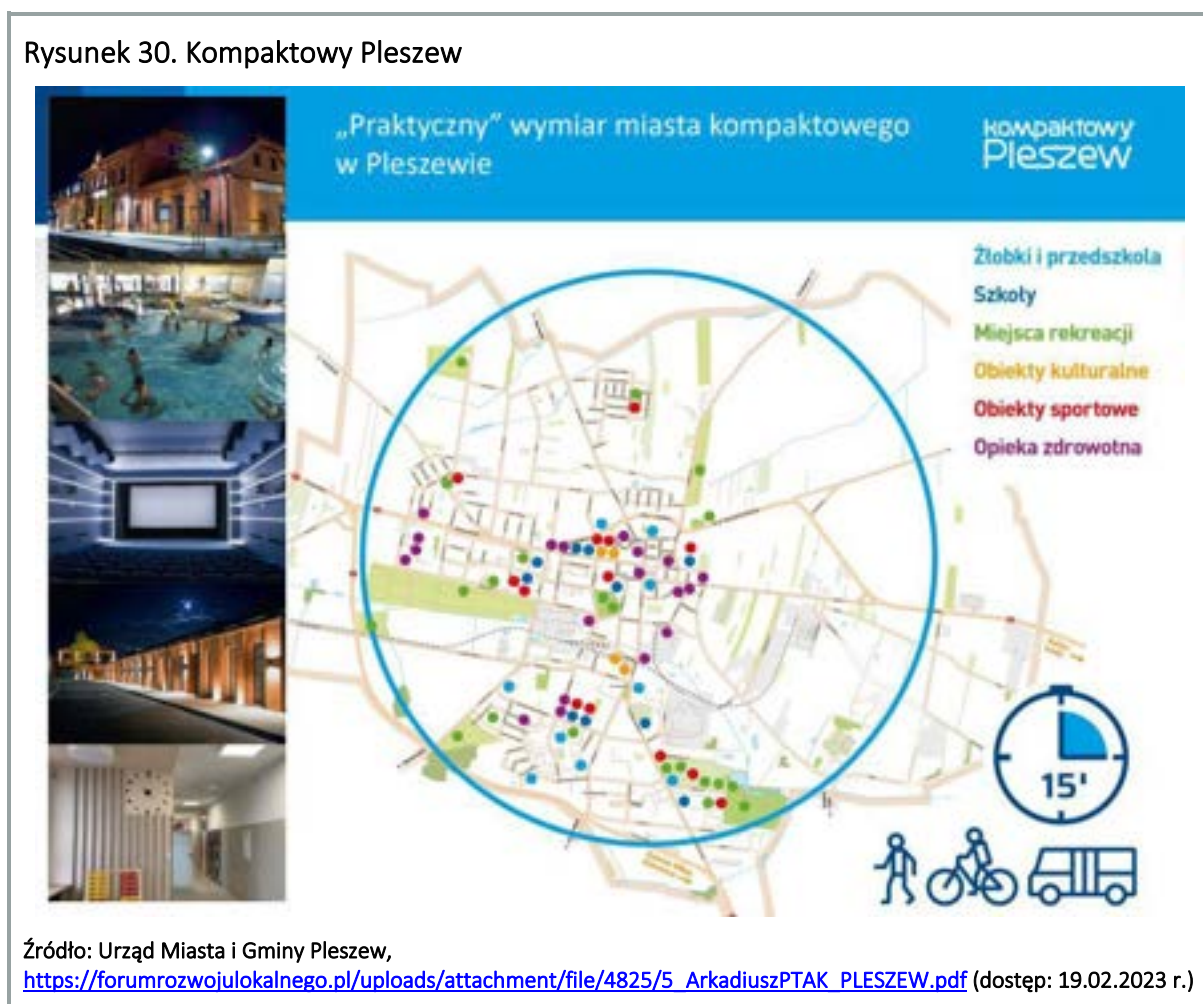 Rysunek 30. Kompaktowy Pleszew
„Praktyczny” wymiar miasta kompaktowego
w Pleszewie
kompaktowy
Pleszew
Żłobki i przedszkola
Szkoły
Miejsca rekreacji
Obiekty kulturalne
Obiekty sportowe
Opieka zdrowotna
15'
Źródło: Urząd Miasta i Gminy Pleszew,
https://forumrozwojulokalnego.pl/uploads/attachment/file/4825/5_ArkadiuszPTAK_PLESZEW.pdf (dostęp: 19.02.2023 r.)